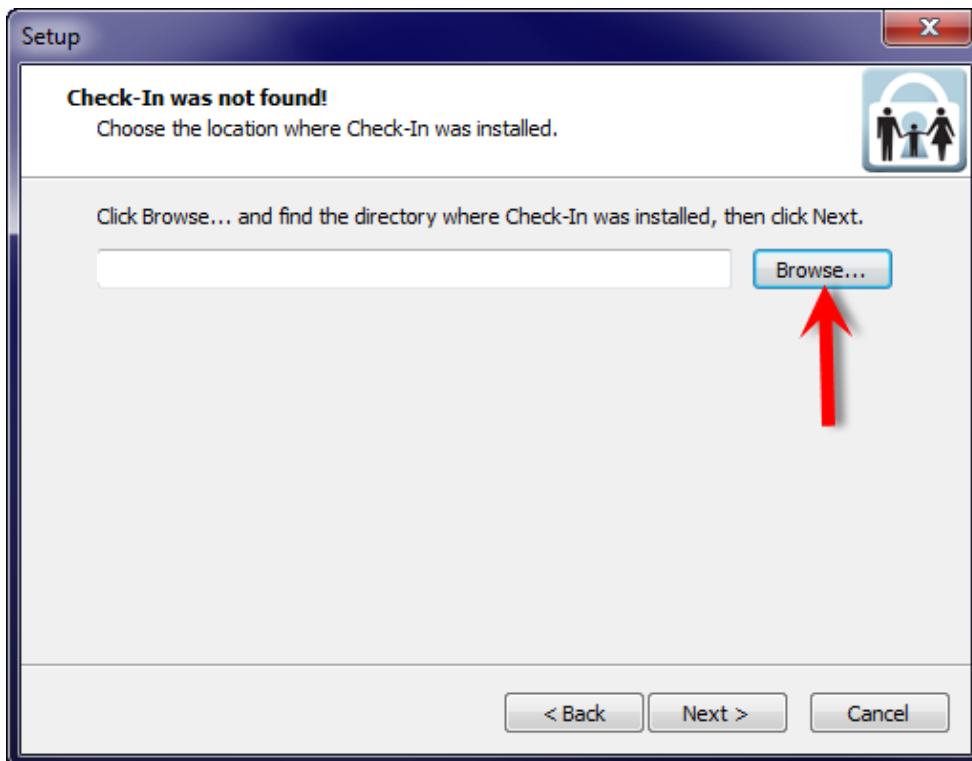 Setup
Check-In was not found!
Choose the location where Check-In was installed.
Click Browse... and find the directory where Check-In was installed, then click Next.
Browse...
< Back
Next >
Cancel